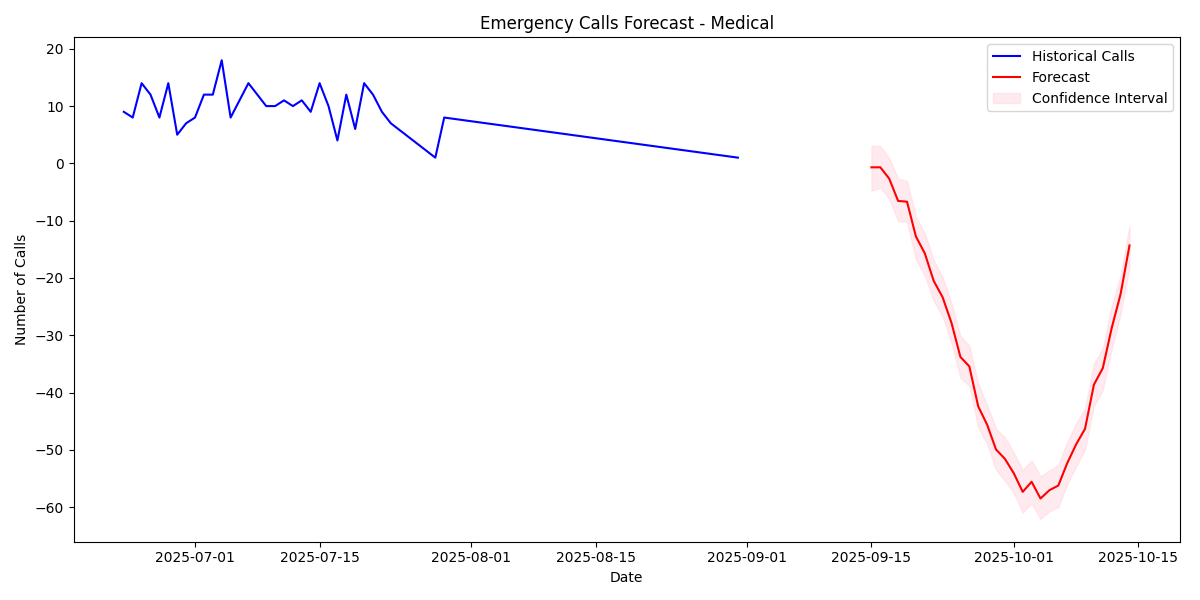 Emergency Calls Forecast - Medical
Historical Calls
Forecast
Confidence Interval
Number of Calls
20
10
0
−10
−20
−30
−40
−50
−60
2025-07-01
2025-07-15
2025-08-01
2025-08-15
2025-09-01
2025-09-15
2025-10-01
2025-10-15
Date